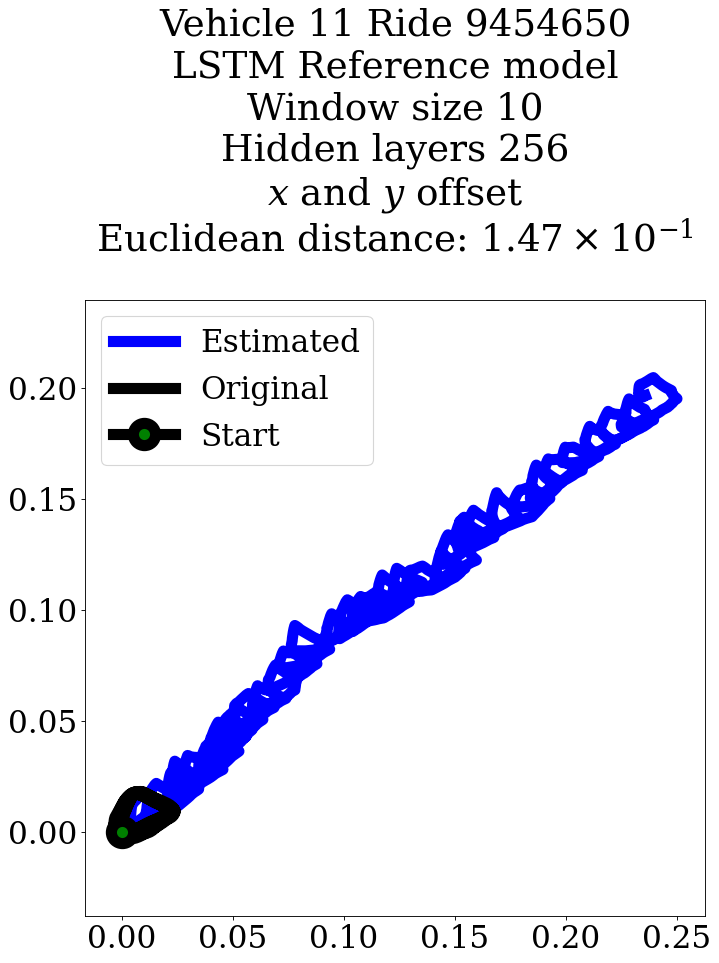 Vehicle 11 Ride 9454650
LSTM Reference model
Window size 10
Hidden layers 256
x and y offset
Euclidean distance: 1.47 × 10⁻¹
Estimated
Original
Start
0.20
0.15
0.10
0.05
0.00
0.00 0.05 0.10 0.15 0.20 0.25